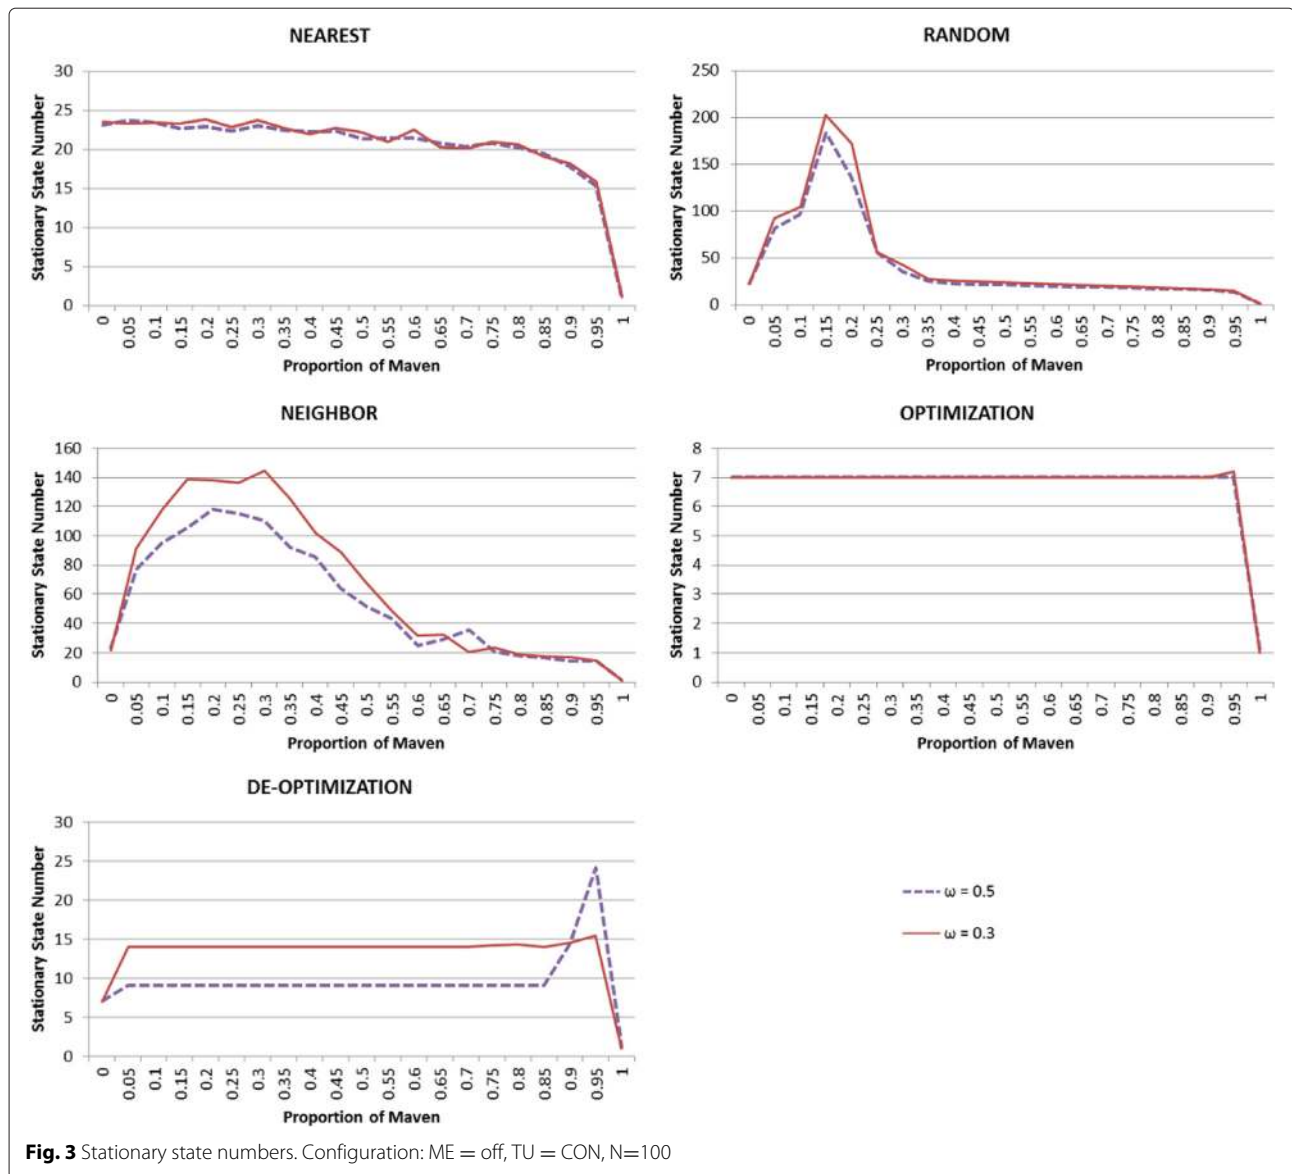 NEAREST
Stationary State Number
30
25
20
15
10
5
0
0 0.05 0.1 0.15 0.2 0.25 0.3 0.35 0.4 0.45 0.5 0.55 0.6 0.65 0.7 0.75 0.8 0.85 0.9 0.95 1
Proportion of Maven
RANDOM
Stationary State Number
250
200
150
100
50
0
0 0.05 0.1 0.15 0.2 0.25 0.3 0.35 0.4 0.45 0.5 0.55 0.6 0.65 0.7 0.75 0.8 0.85 0.9 0.95 1
Proportion of Maven
NEIGHBOR
Stationary State Number
160
140
120
100
80
60
40
20
0
0 0.05 0.1 0.15 0.2 0.25 0.3 0.35 0.4 0.45 0.5 0.55 0.6 0.65 0.7 0.75 0.8 0.85 0.9 0.95 1
Proportion of Maven
OPTIMIZATION
Stationary State Number
8
7
6
5
4
3
2
1
0
0 0.05 0.1 0.15 0.2 0.25 0.3 0.35 0.4 0.45 0.5 0.55 0.6 0.65 0.7 0.75 0.8 0.85 0.9 0.95 1
Proportion of Maven
DE-OPTIMIZATION
Stationary State Number
30
25
20
15
10
5
0
0 0.05 0.1 0.15 0.2 0.25 0.3 0.35 0.4 0.45 0.5 0.55 0.6 0.65 0.7 0.75 0.8 0.85 0.9 0.95 1
Proportion of Maven
ω = 0.5
ω = 0.3
Fig. 3 Stationary state numbers. Configuration: ME = off, TU = CON, N=100